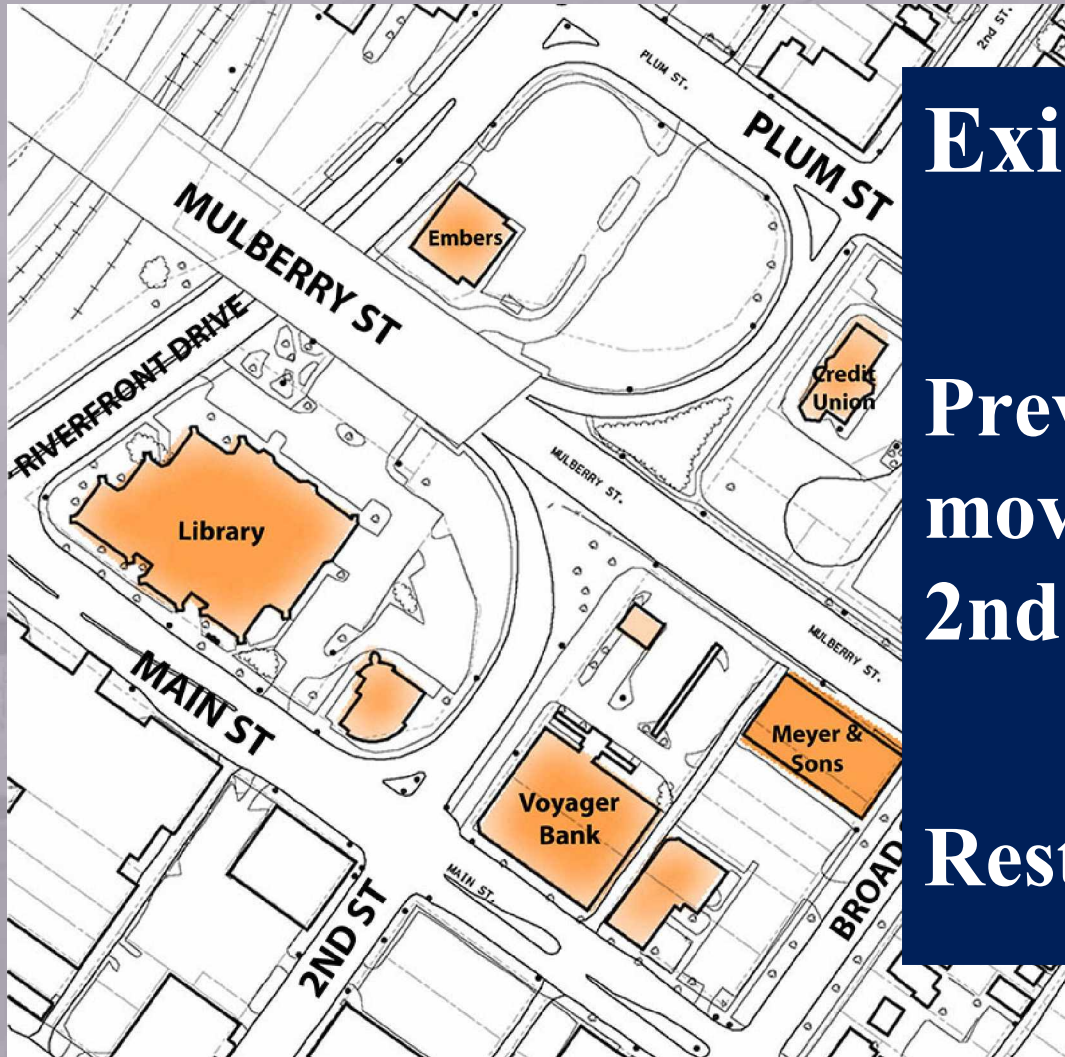 2nd ST.
PLUM ST.
PLUM ST
Exi
MULBERRY ST
Embers
RIVERFRONT DRIVE
Credit
Union
Prev
MULBERRY ST.
mov
Library
2nd
MULBERRY ST.
MAIN ST
Meyer &
Sons
Voyager
Bank
MAIN ST.
Rest
BROAD
2ND ST